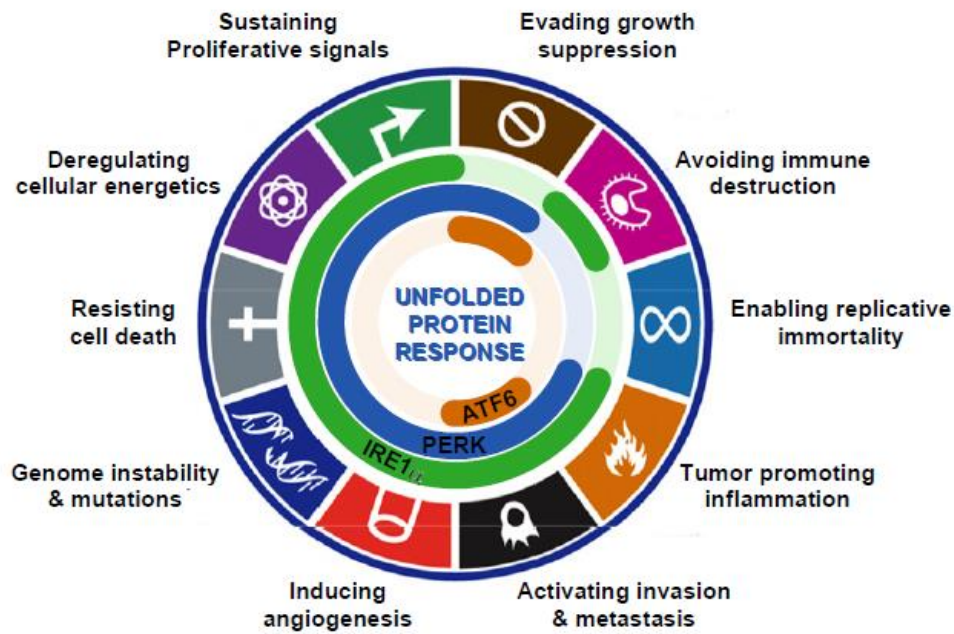 Sustaining
Proliferative signals
Evading growth
suppression
Deregulating
cellular energetics
Avoiding immune
destruction
Resisting
cell death
UNFOLDED
PROTEIN
RESPONSE
Enabling replicative
immortality
ATF6
PERK
IRE1α
Genome instability
& mutations
Tumor promoting
inflammation
Inducing
angiogenesis
Activating invasion
& metastasis